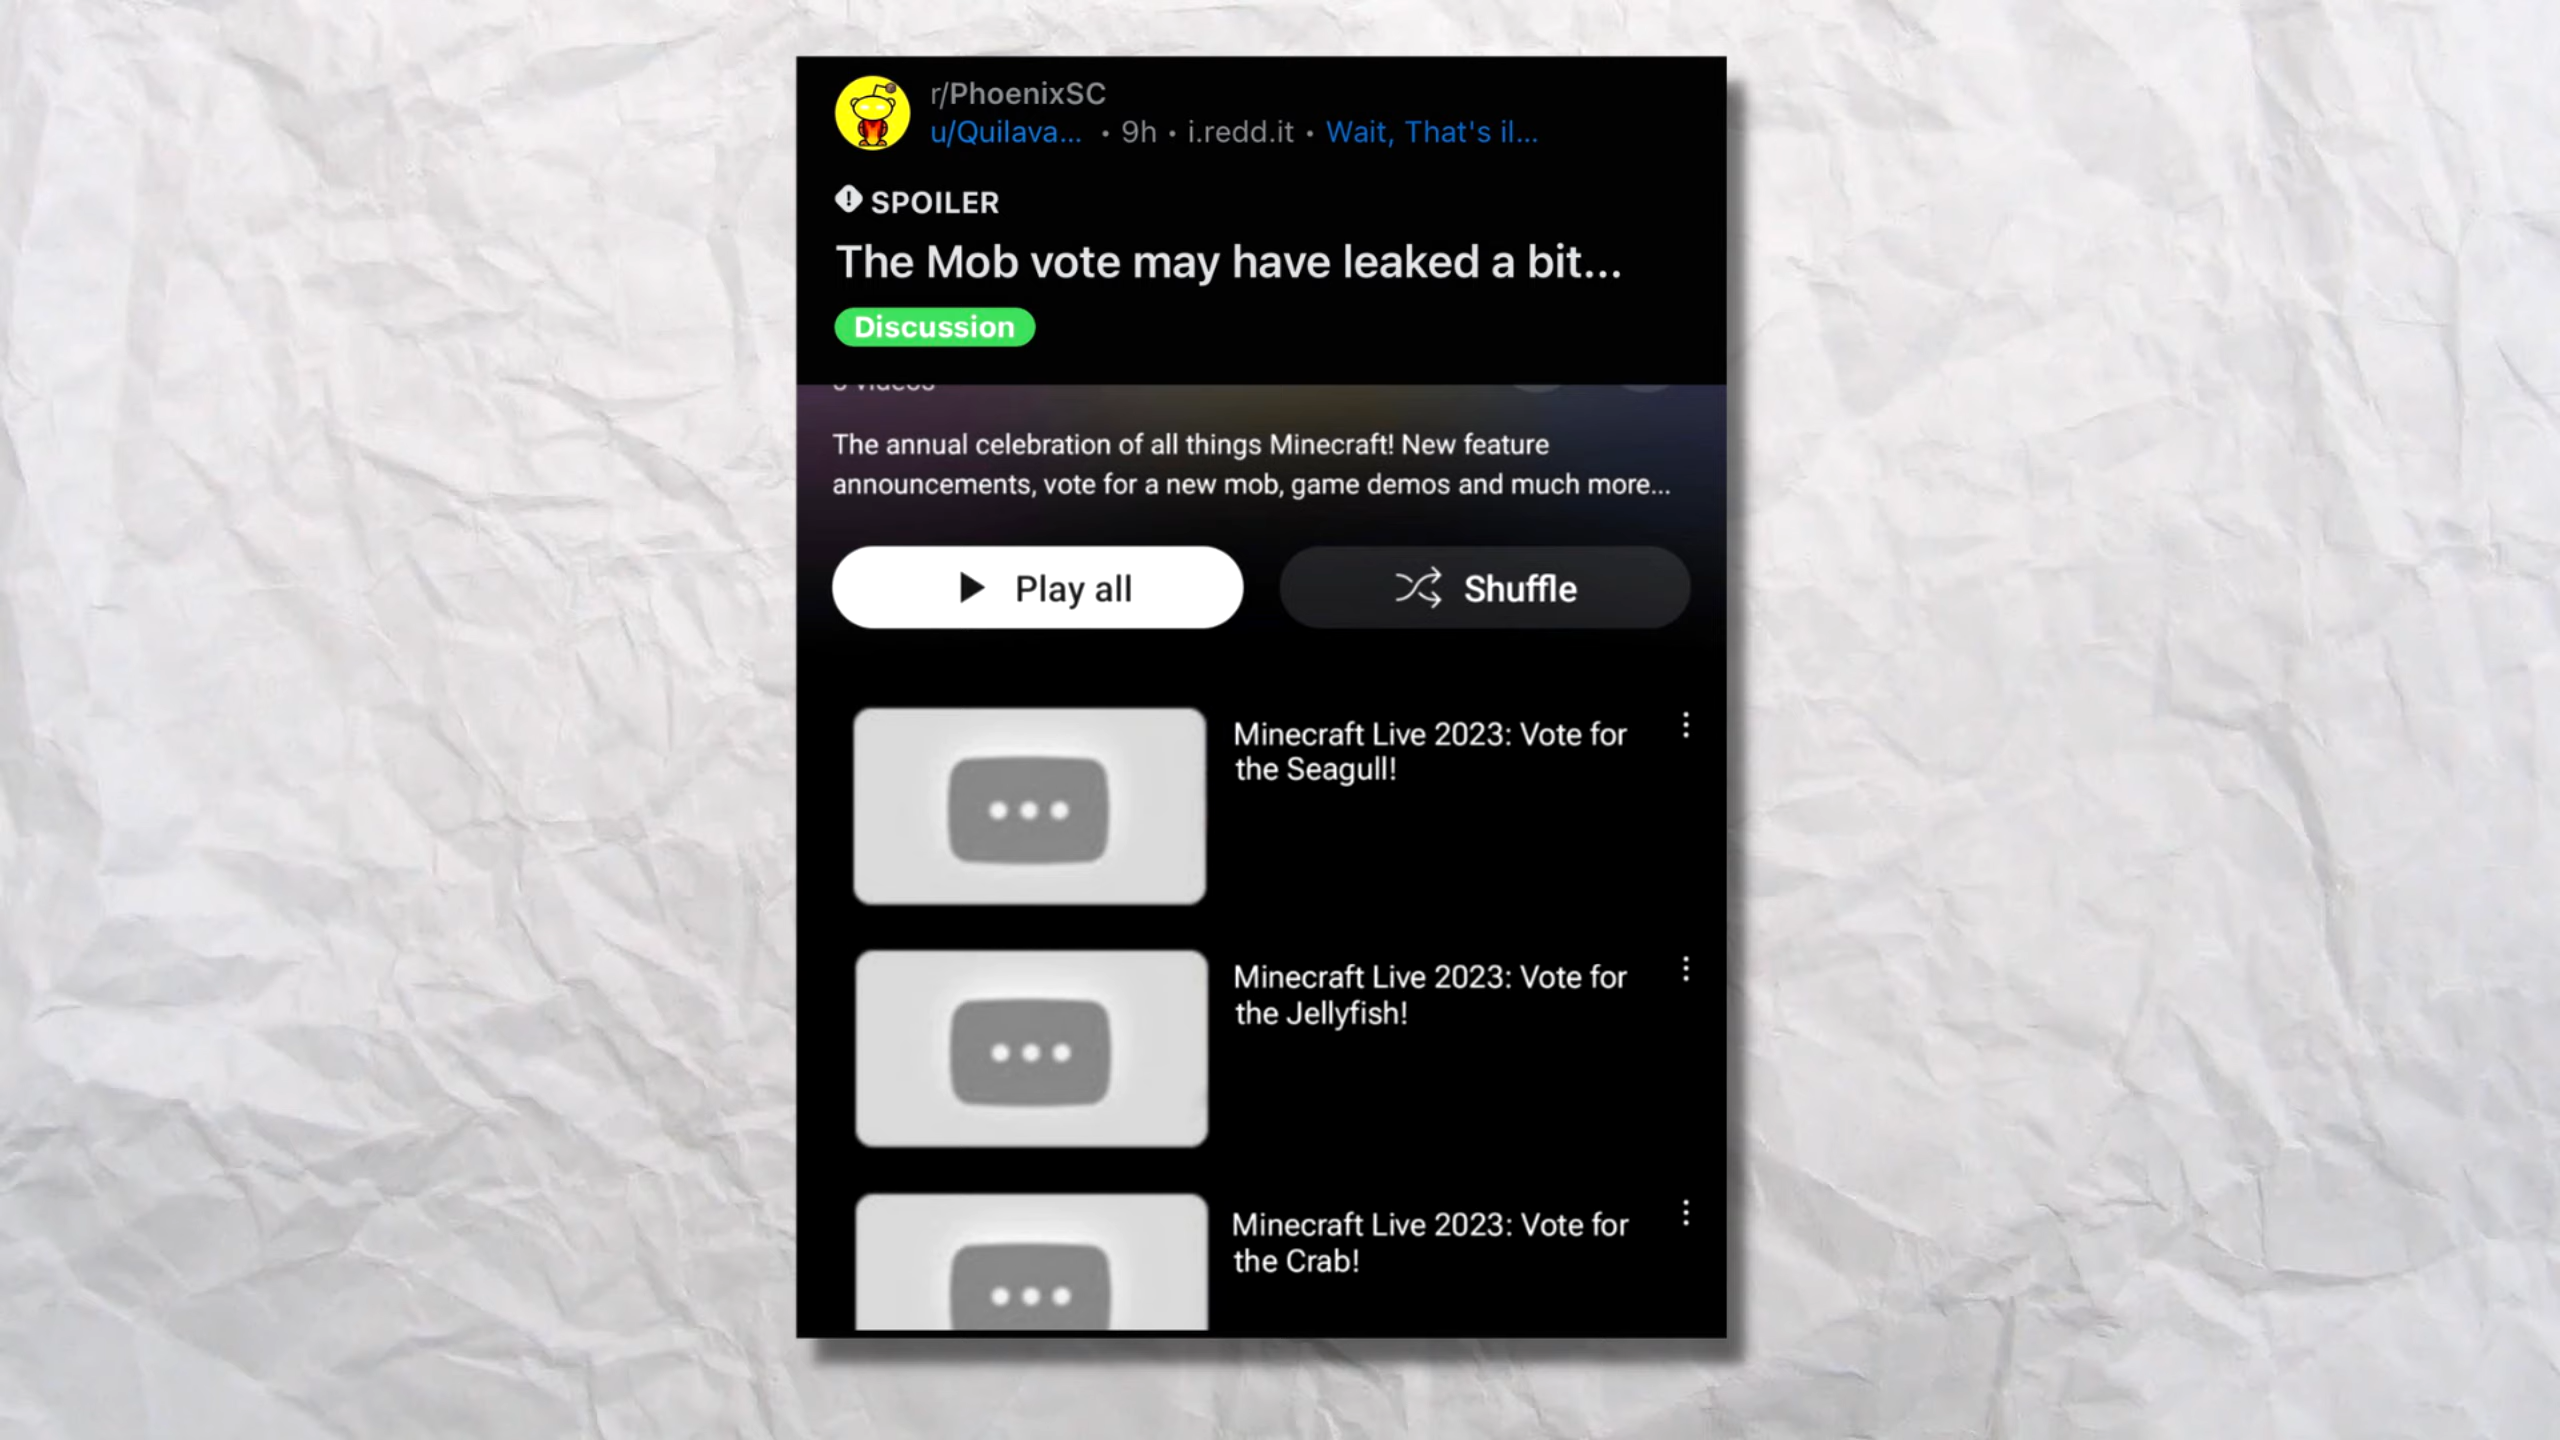 r/PhoenixSC
u/Quilava... • 9h • i.redd.it • Wait, That's il...
SPOILER
The Mob vote may have leaked a bit...
Discussion
videos
The annual celebration of all things Minecraft! New feature
announcements, vote for a new mob, game demos and much more...
Play all
Shuffle
Minecraft Live 2023: Vote for
the Seagull!
Minecraft Live 2023: Vote for
the Jellyfish!
Minecraft Live 2023: Vote for
the Crab!